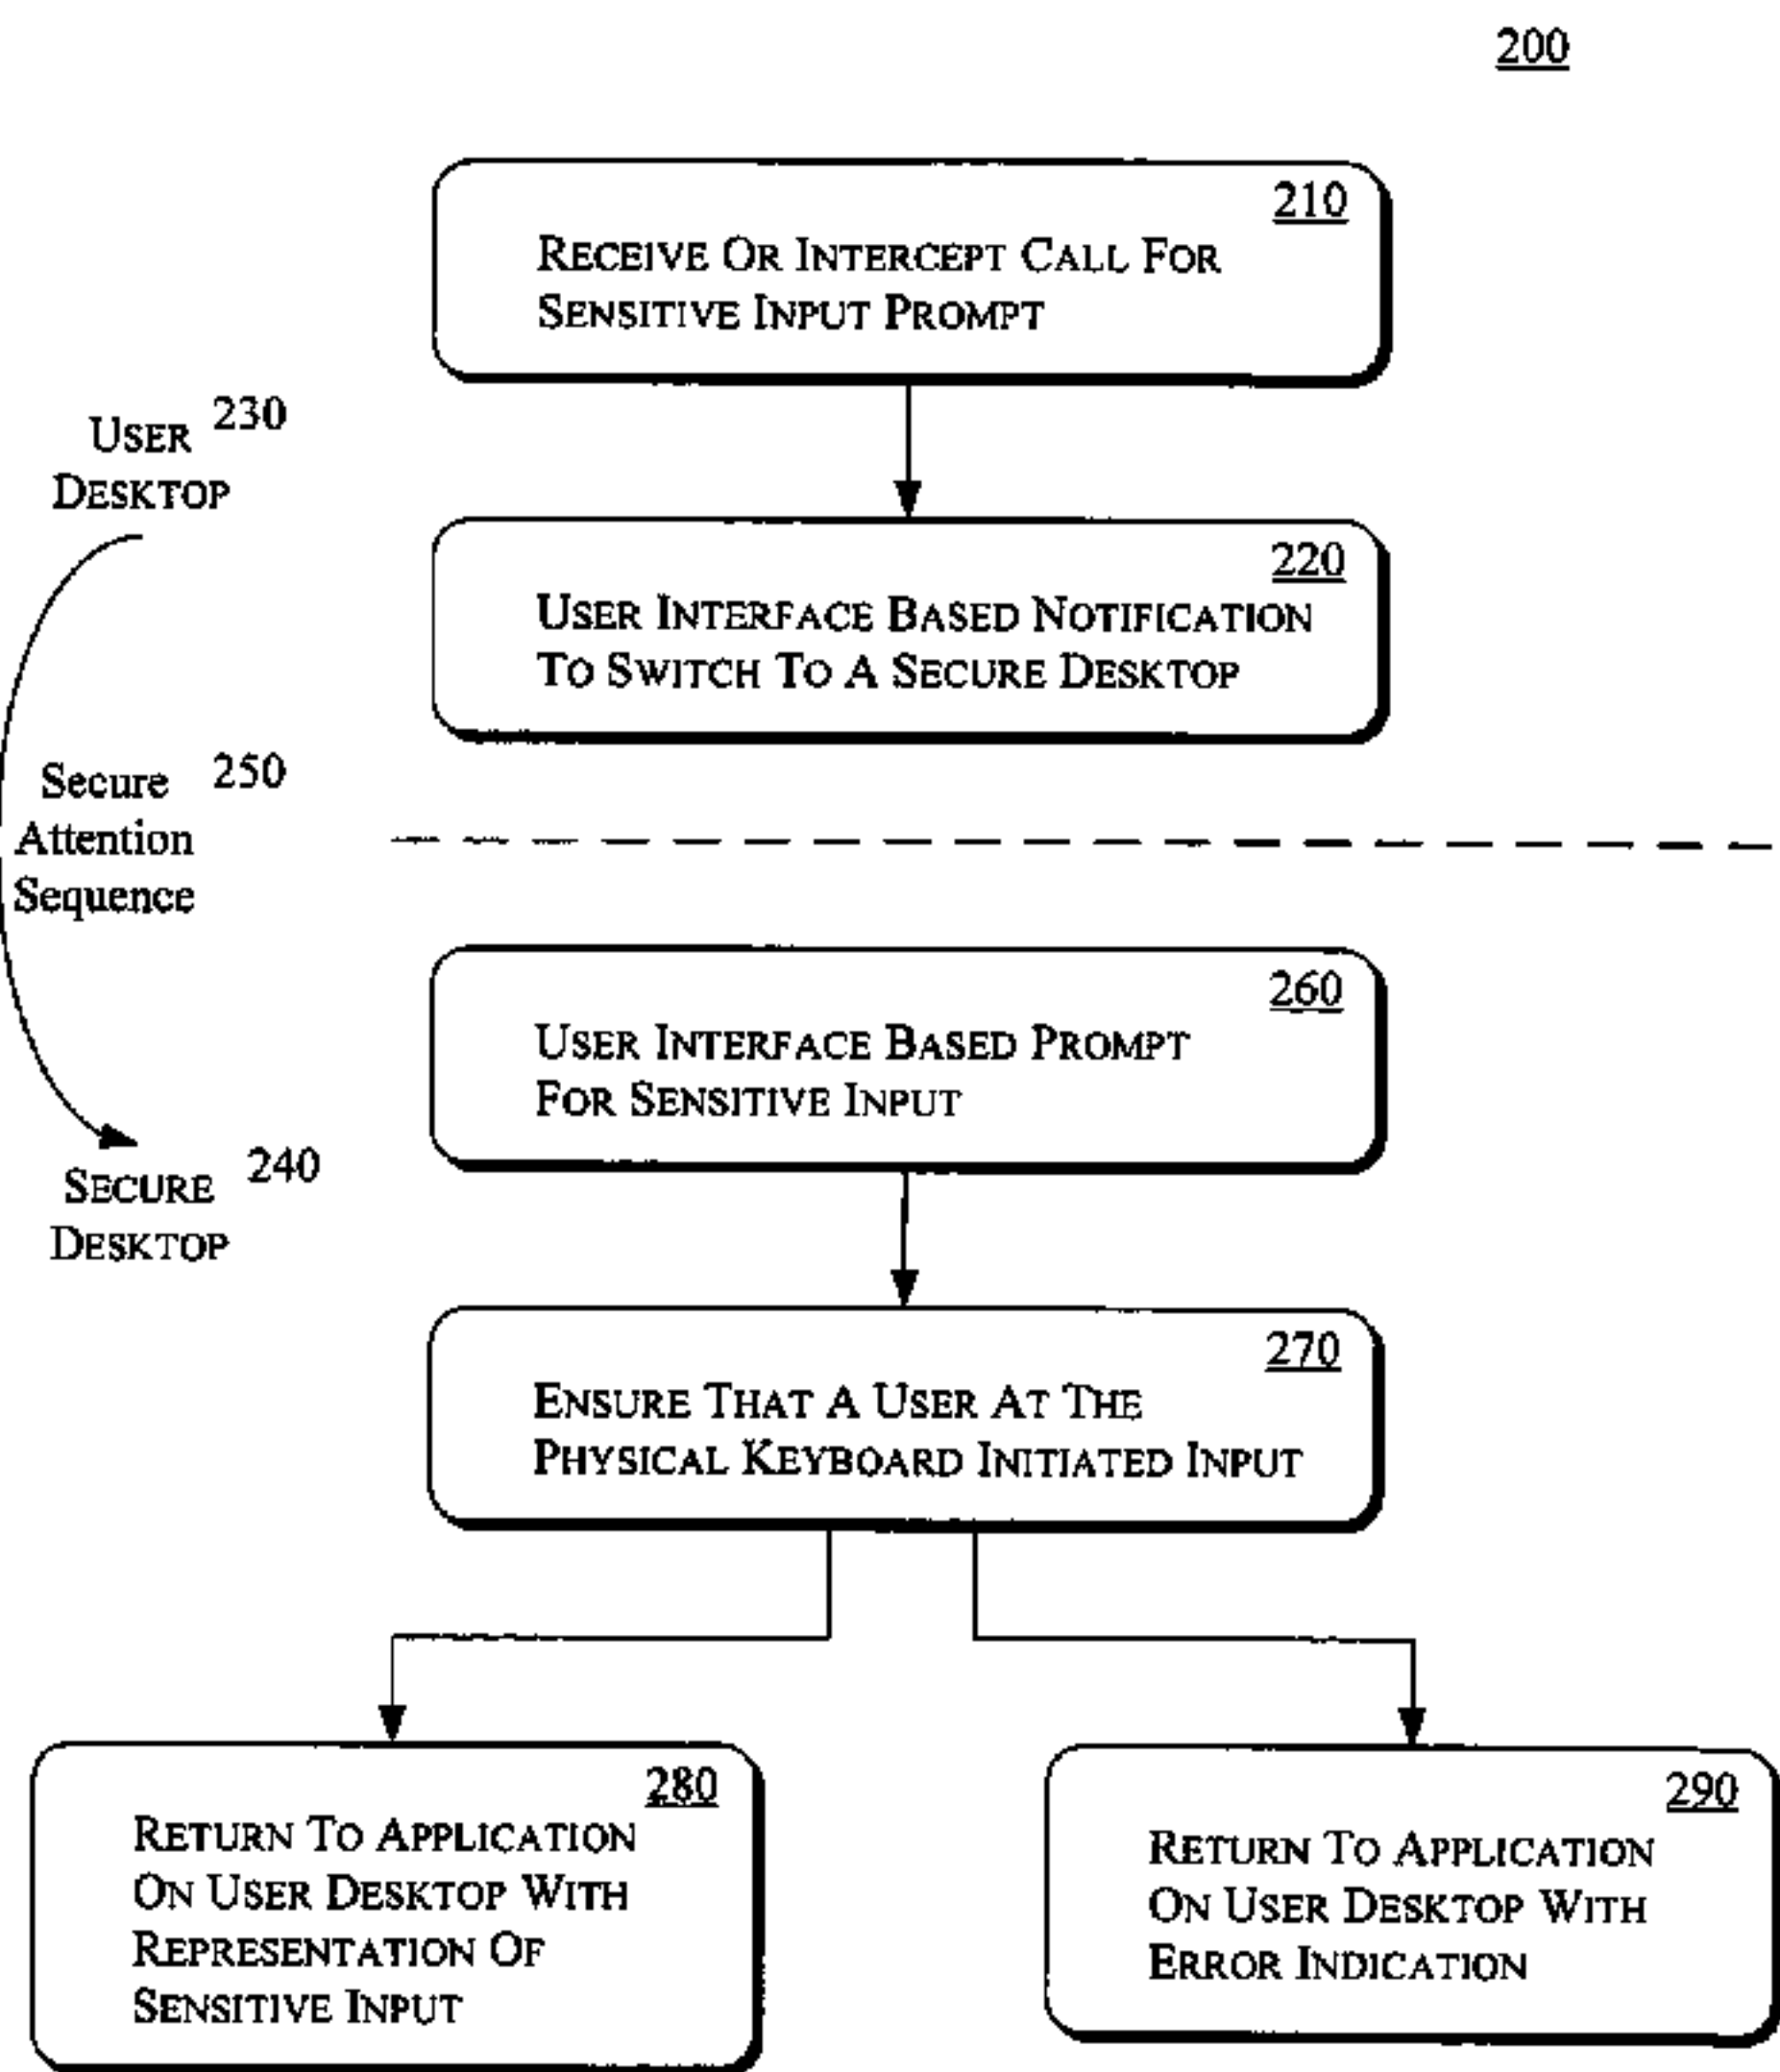 200
210
RECEIVE OR INTERCEPT CALL FOR
SENSITIVE INPUT PROMPT
USER 230
DESKTOP
220
USER INTERFACE BASED NOTIFICATION
TO SWITCH TO A SECURE DESKTOP
Secure 250
Attention
Sequence
260
USER INTERFACE BASED PROMPT
FOR SENSITIVE INPUT
SECURE 240
DESKTOP
270
ENSURE THAT A USER AT THE
PHYSICAL KEYBOARD INITIATED INPUT
280
RETURN TO APPLICATION
ON USER DESKTOP WITH
REPRESENTATION OF
SENSITIVE INPUT
290
RETURN TO APPLICATION
ON USER DESKTOP WITH
ERROR INDICATION